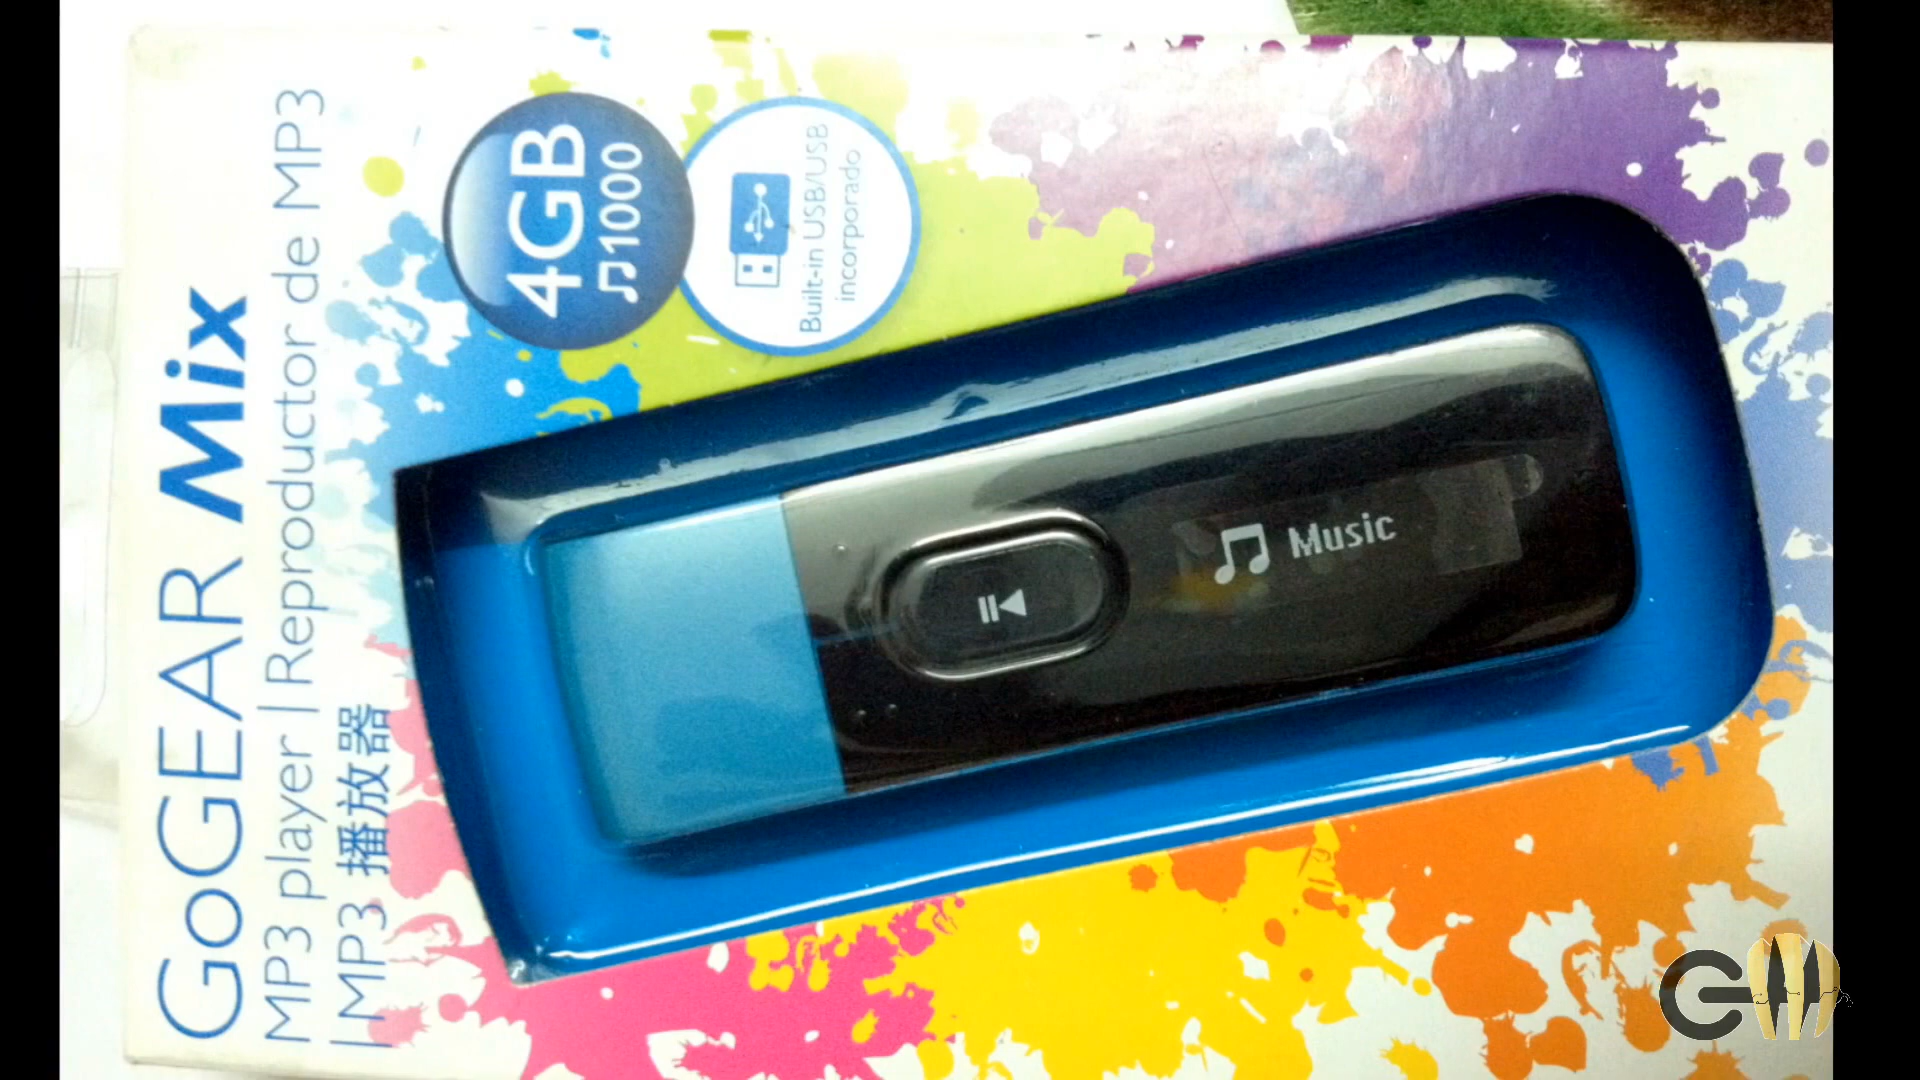 GoGEAR Mix
MP3 player | Reproductor de MP3
| MP3 播放器
4GB
♫1000
Built-in USB/USB
incorporado
Music